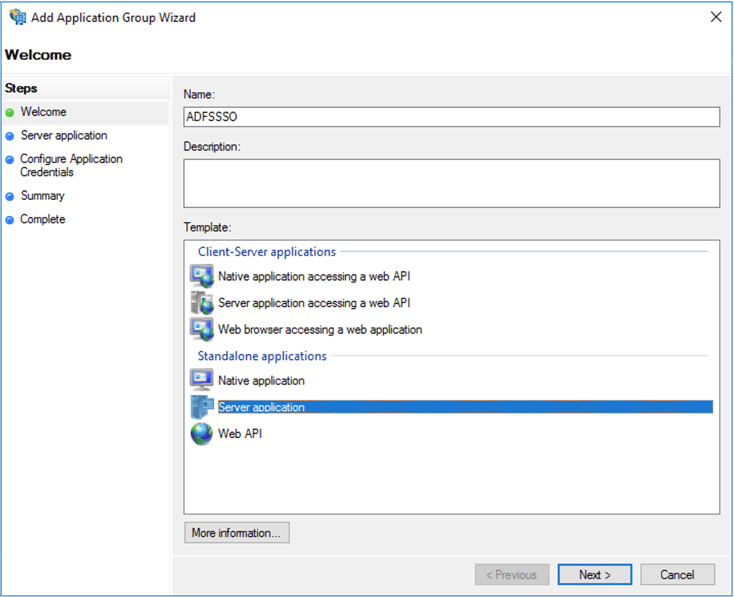 Add Application Group Wizard
Welcome
Steps
Welcome
Server application
Configure Application
Credentials
Summary
Complete
Name:
ADFSSSO
Description:
Template:
Client-Server applications
Native application accessing a web API
Server application accessing a web API
Web browser accessing a web application
Standalone applications
Native application
Server application
Web API
More information...
< Previous
Next >
Cancel